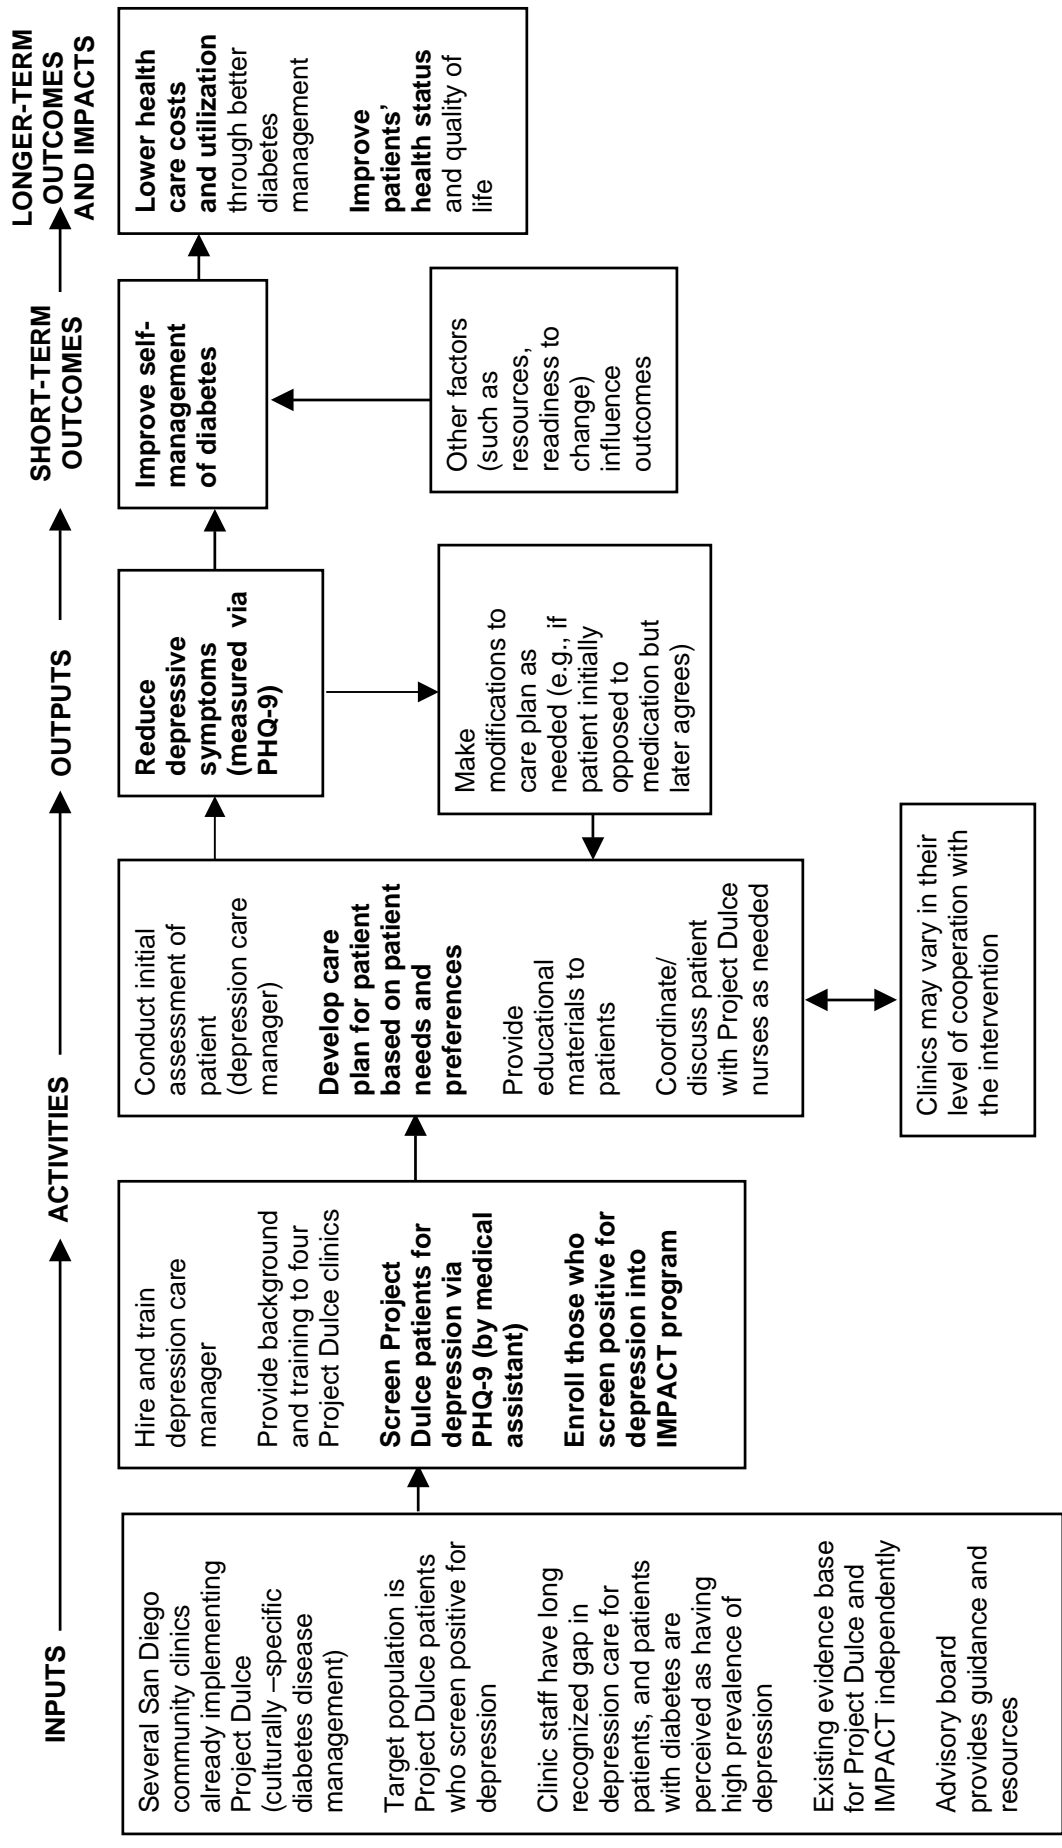 INPUTS
ACTIVITIES
OUTPUTS
SHORT-TERM
OUTCOMES
LONGER-TERM
OUTCOMES
AND IMPACTS
Several San Diego
community clinics
already implementing
Project Dulce
(culturally –specific
diabetes disease
management)
Target population is
Project Dulce patients
who screen positive for
depression
Clinic staff have long
recognized gap in
depression care for
patients, and patients
with diabetes are
perceived as having
high prevalence of
depression
Existing evidence base
for Project Dulce and
IMPACT independently
Advisory board
provides guidance and
resources
Hire and train
depression care
manager
Provide background
and training to four
Project Dulce clinics
Screen Project
Dulce patients for
depression via
PHQ-9 (by medical
assistant)
Enroll those who
screen positive for
depression into
IMPACT program
Conduct initial
assessment of
patient
(depression care
manager)
Develop care
plan for patient
based on patient
needs and
preferences
Provide
educational
materials to
patients
Coordinate/
discuss patient
with Project Dulce
nurses as needed
Clinics may vary in their
level of cooperation with
the intervention
Reduce
depressive
symptoms
(measured via
PHQ-9)
Make
modifications to
care plan as
needed (e.g., if
patient initially
opposed to
medication but
later agrees)
Improve self-
management
of diabetes
Other factors
(such as
resources,
readiness to
change)
influence
outcomes
Lower health
care costs
and utilization
through better
diabetes
management
Improve
patients’
health status
and quality of
life